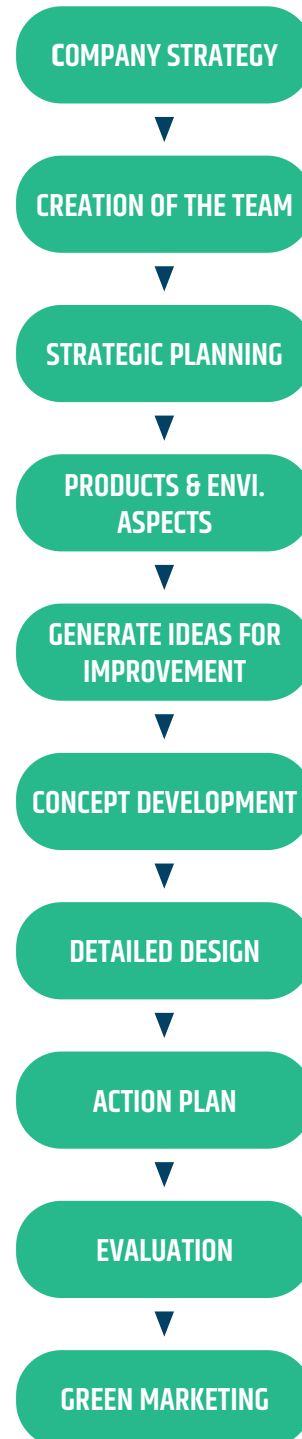 COMPANY STRATEGY
CREATION OF THE TEAM
STRATEGIC PLANNING
PRODUCTS & ENVI.
ASPECTS
GENERATE IDEAS FOR
IMPROVEMENT
CONCEPT DEVELOPMENT
DETAILED DESIGN
ACTION PLAN
EVALUATION
GREEN MARKETING